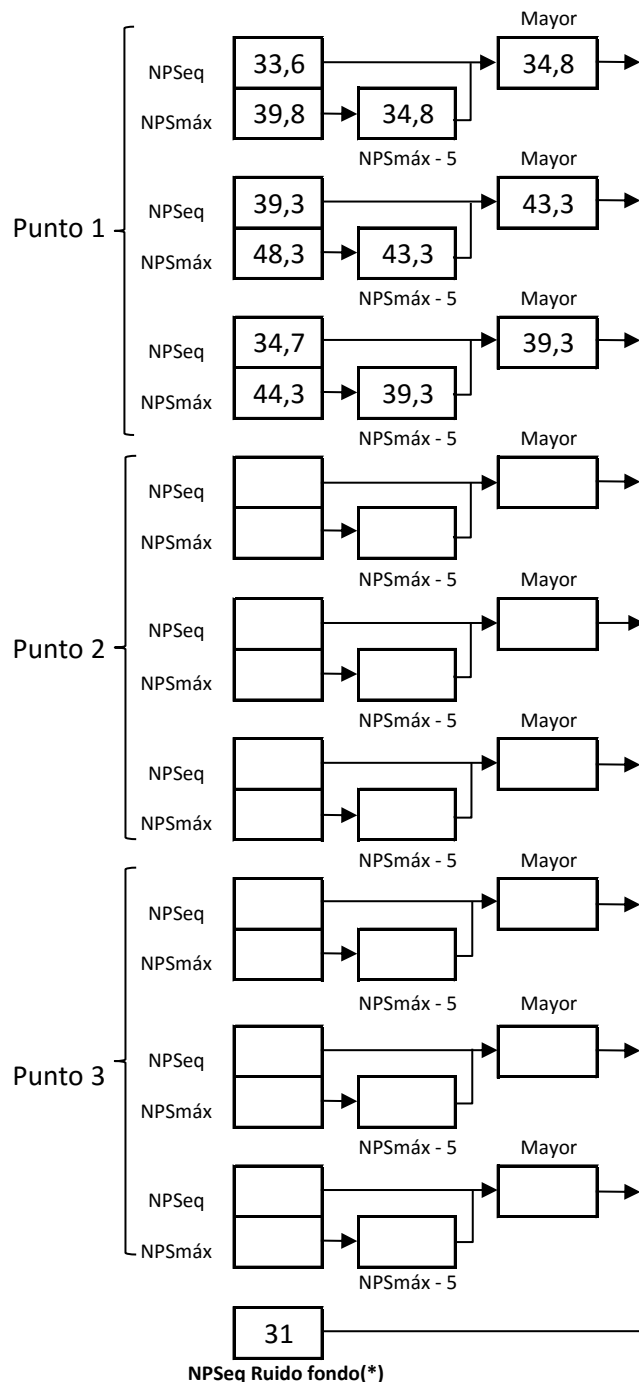 Mayor
NPSeq 33,6 34,8
NPSmáx 39,8 34,8
NPSmáx - 5
Mayor
NPSeq 39,3 43,3
Punto 1
NPSmáx 48,3 43,3
NPSmáx - 5
Mayor
NPSeq 34,7 39,3
NPSmáx 44,3 39,3
NPSmáx - 5
Mayor
NPSeq
NPSmáx
NPSmáx - 5
Mayor
NPSeq
Punto 2
NPSmáx
NPSmáx - 5
Mayor
NPSeq
NPSmáx
NPSmáx - 5
Mayor
NPSeq
NPSmáx
NPSmáx - 5
Mayor
NPSeq
Punto 3
NPSmáx
NPSmáx - 5
Mayor
NPSeq
NPSmáx
NPSmáx - 5
31
NPSeq Ruido fondo(*)